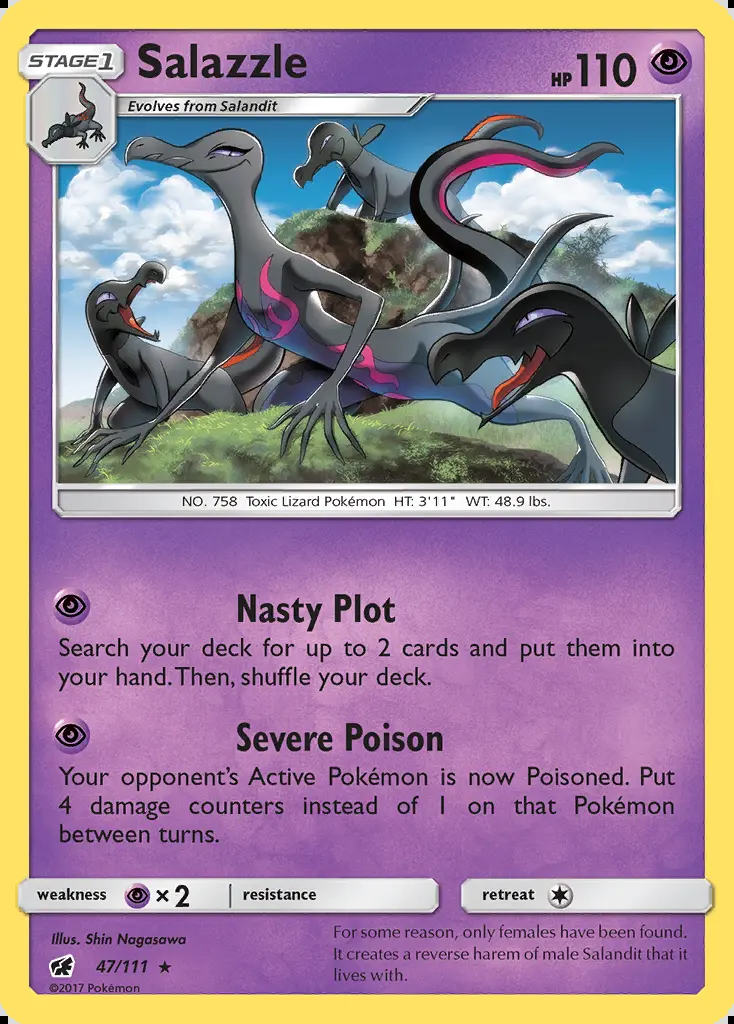 STAGE1
Salazzle
HP 110
Evolves from Salandit
NO. 758 Toxic Lizard Pokémon HT: 3'11" WT: 48.9 lbs.
Nasty Plot
Search your deck for up to 2 cards and put them into
your hand. Then, shuffle your deck.
Severe Poison
Your opponent's Active Pokémon is now Poisoned. Put
4 damage counters instead of 1 on that Pokémon
between turns.
weakness ×2 resistance retreat
Illus. Shin Nagasawa
47/111 ★
©2017 Pokémon
For some reason, only females have been found.
It creates a reverse harem of male Salandit that it
lives with.